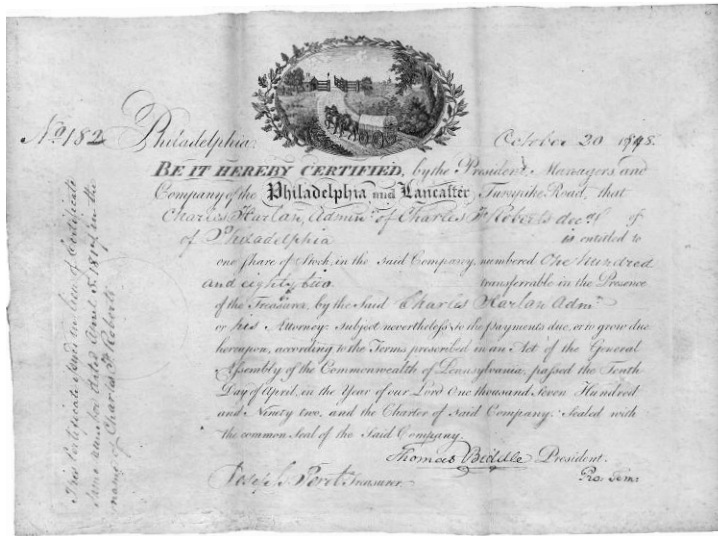 No 182 Philadelphia October 20 1848.
BE IT HEREBY CERTIFIED, by the President, Managers and
Company of the Philadelphia and Lancaster Turnpike Road, that
Charles Harlan, Admr. of Charles F Roberts decd of
of Philadelphia is entitled to
one share of Stock in the said Company, numbered One hundred
and eighty two transferrable in the Presence
of the Treasurer, by the Said Charles Harlan Admr
or his Attorney. Subject nevertheless to the payments due, or to grow due
hereupon, according to the Terms prescribed in an Act of the General
Assembly of the Commonwealth of Pennsylvania, passed the Tenth
Day of April, in the Year of our Lord One thousand Seven Hundred
and Ninety two, and the Charter of said Company. Sealed with
the common Seal of the Said Company.
Thomas Biddle President.
Pro. Tem.
Joseph Treasurer
This Certificate issued in lieu of Certificate
same number dated April 5. in the
name of Charles F Roberts